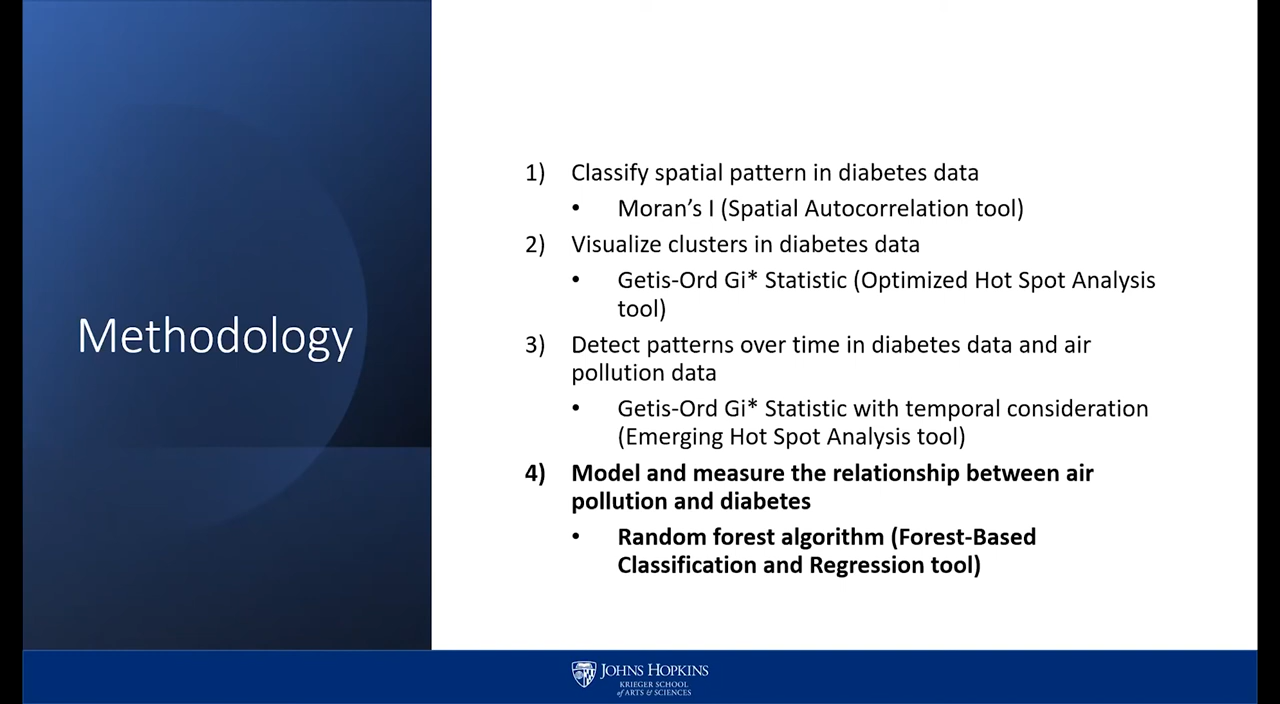 Methodology
1) Classify spatial pattern in diabetes data
• Moran’s I (Spatial Autocorrelation tool)
2) Visualize clusters in diabetes data
• Getis-Ord Gi* Statistic (Optimized Hot Spot Analysis
tool)
3) Detect patterns over time in diabetes data and air
pollution data
• Getis-Ord Gi* Statistic with temporal consideration
(Emerging Hot Spot Analysis tool)
4) Model and measure the relationship between air
pollution and diabetes
• Random forest algorithm (Forest-Based
Classification and Regression tool)
JOHNS HOPKINS
KRIEGER SCHOOL
of ARTS & SCIENCES